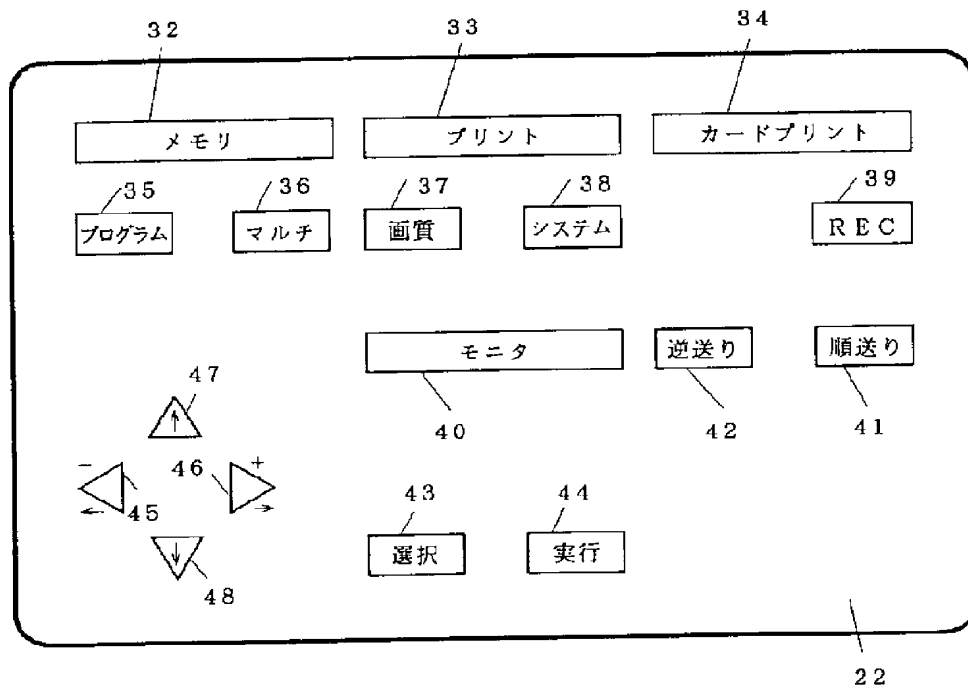 32 33 34
メモリ プリント カードプリント
35 36 37 38 39
プログラム マルチ 画質 システム REC
モニタ 逆送り 順送り
47 40 42 41
↑
- 46 +
← 45 →
43 44
↓ 選択 実行
48
22